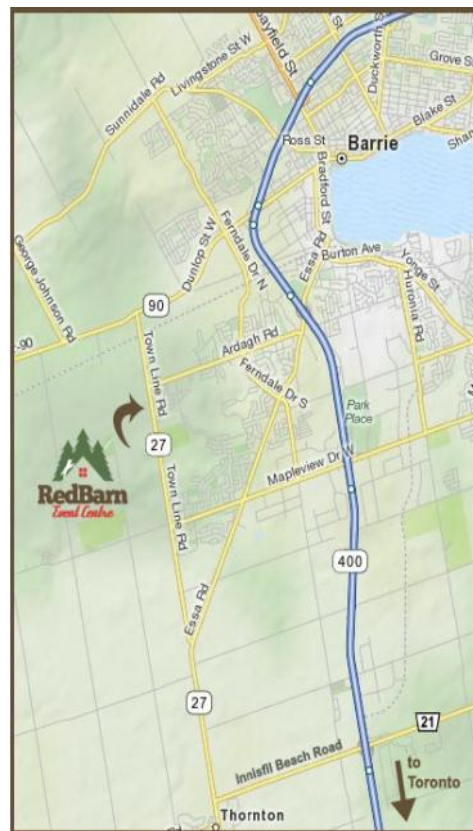 Bayfield St
Duckworth St
Livingstone St W
Grove St
Sunnidale Rd
Blake St
Ross St
Barrie
Bradford St
Dunlop St W
Ferndale Dr N
Essa Rd
Burton Ave
Yonge St
Huronia Rd
George Johnson Rd
90
-90
Ardagh Rd
Town Line Rd
Ferndale Dr S
Park
Place
27
RedBarn
Event Centre
Mapleview Dr W
Town Line Rd
400
Essa Rd
27
21
Innisfil Beach Road
to
Toronto
Thornton